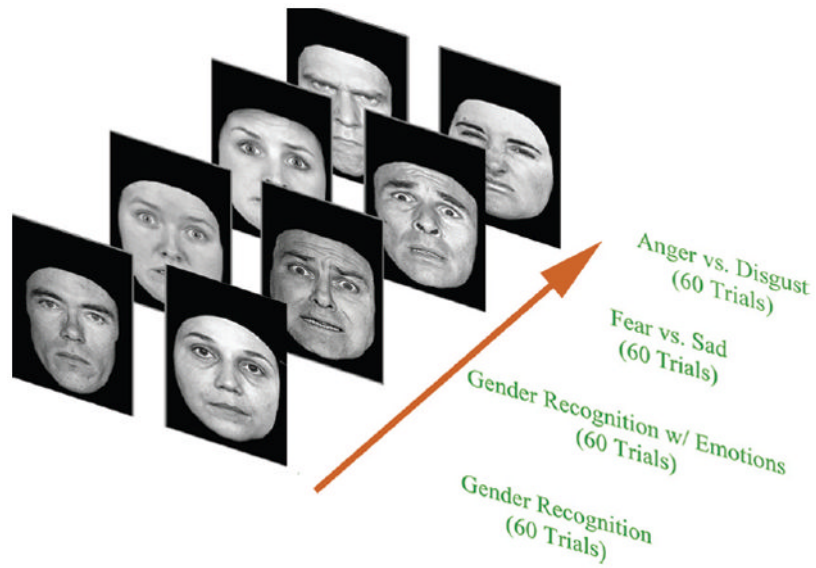 Anger vs. Disgust
(60 Trials)
Fear vs. Sad
(60 Trials)
Gender Recognition w/ Emotions
(60 Trials)
Gender Recognition
(60 Trials)